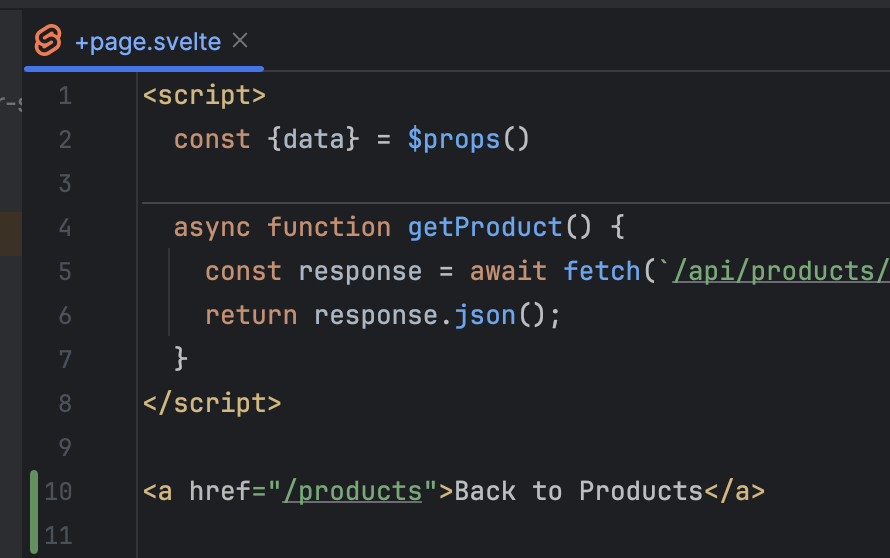 +page.svelte
1 <script>
2 const {data} = $props()
3
4 async function getProduct() {
5 const response = await fetch(`/api/products/
6 return response.json();
7 }
8 </script>
9
10 <a href="/products">Back to Products</a>
11